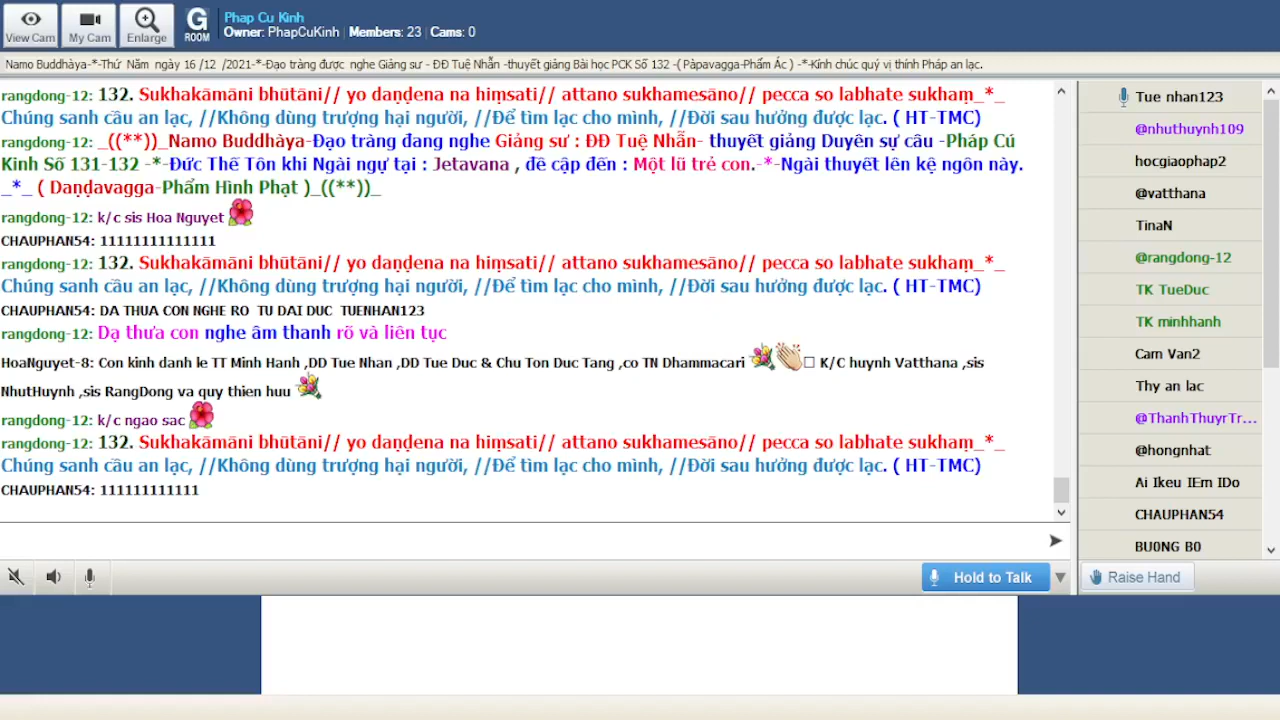 View Cam
My Cam
Enlarge
G
ROOM
Phap Cu Kinh
Owner: PhapCuKinh | Members: 23 | Cams: 0
Namo Buddhàya-*-Thứ Năm ngày 16 /12 /2021-*-Đạo tràng được nghe Giảng sư - ĐĐ Tuệ Nhẫn -thuyết giảng Bài học PCK Số 132 -( Pàpavagga-Phẩm Ác ) -*-Kính chúc quý vị thính Pháp an lạc.
rangdong-12: 132. Sukhakāmāni bhūtāni// yo daṇḍena na hiṃsati// attano sukhamesāno// pecca so labhate sukhaṃ_*_
Chúng sanh cầu an lạc, //Không dùng trượng hại người, //Để tìm lạc cho mình, //Đời sau hưởng được lạc. ( HT-TMC)
rangdong-12: _((**))_Namo Buddhàya-Đạo tràng đang nghe Giảng sư : ĐĐ Tuệ Nhẫn- thuyết giảng Duyên sự câu -Pháp Cú
Kinh Số 131-132 -*-Đức Thế Tôn khi Ngài ngự tại : Jetavana , đề cập đến : Một lũ trẻ con.-*-Ngài thuyết lên kệ ngôn này.
_*_ ( Daṇḍavagga-Phẩm Hình Phạt )_((**))_
rangdong-12: k/c sis Hoa Nguyet
CHAUPHAN54: 11111111111111
rangdong-12: 132. Sukhakāmāni bhūtāni// yo daṇḍena na hiṃsati// attano sukhamesāno// pecca so labhate sukhaṃ_*_
Chúng sanh cầu an lạc, //Không dùng trượng hại người, //Để tìm lạc cho mình, //Đời sau hưởng được lạc. ( HT-TMC)
CHAUPHAN54: DA THUA CON NGHE RO TU DAI DUC TUENHAN123
rangdong-12: Dạ thưa con nghe âm thanh rõ và liên tục
HoaNguyet-8: Con kinh danh le TT Minh Hanh ,DD Tue Nhan ,DD Tue Duc & Chu Ton Duc Tang ,co TN Dhammacari K/C huynh Vatthana ,sis
NhutHuynh ,sis RangDong va quy thien huu
rangdong-12: k/c ngao sac
rangdong-12: 132. Sukhakāmāni bhūtāni// yo daṇḍena na hiṃsati// attano sukhamesāno// pecca so labhate sukhaṃ_*_
Chúng sanh cầu an lạc, //Không dùng trượng hại người, //Để tìm lạc cho mình, //Đời sau hưởng được lạc. ( HT-TMC)
CHAUPHAN54: 111111111111
Hold to Talk
Tue nhan123
@nhuthuynh109
hocgiaophap2
@vatthana
TinaN
@rangdong-12
TK TueDuc
TK minhhanh
Cam Van2
Thy an lac
@ThanhThuyrTr...
@hongnhat
Ai Ikeu IEm IDo
CHAUPHAN54
BU0NG B0
Raise Hand